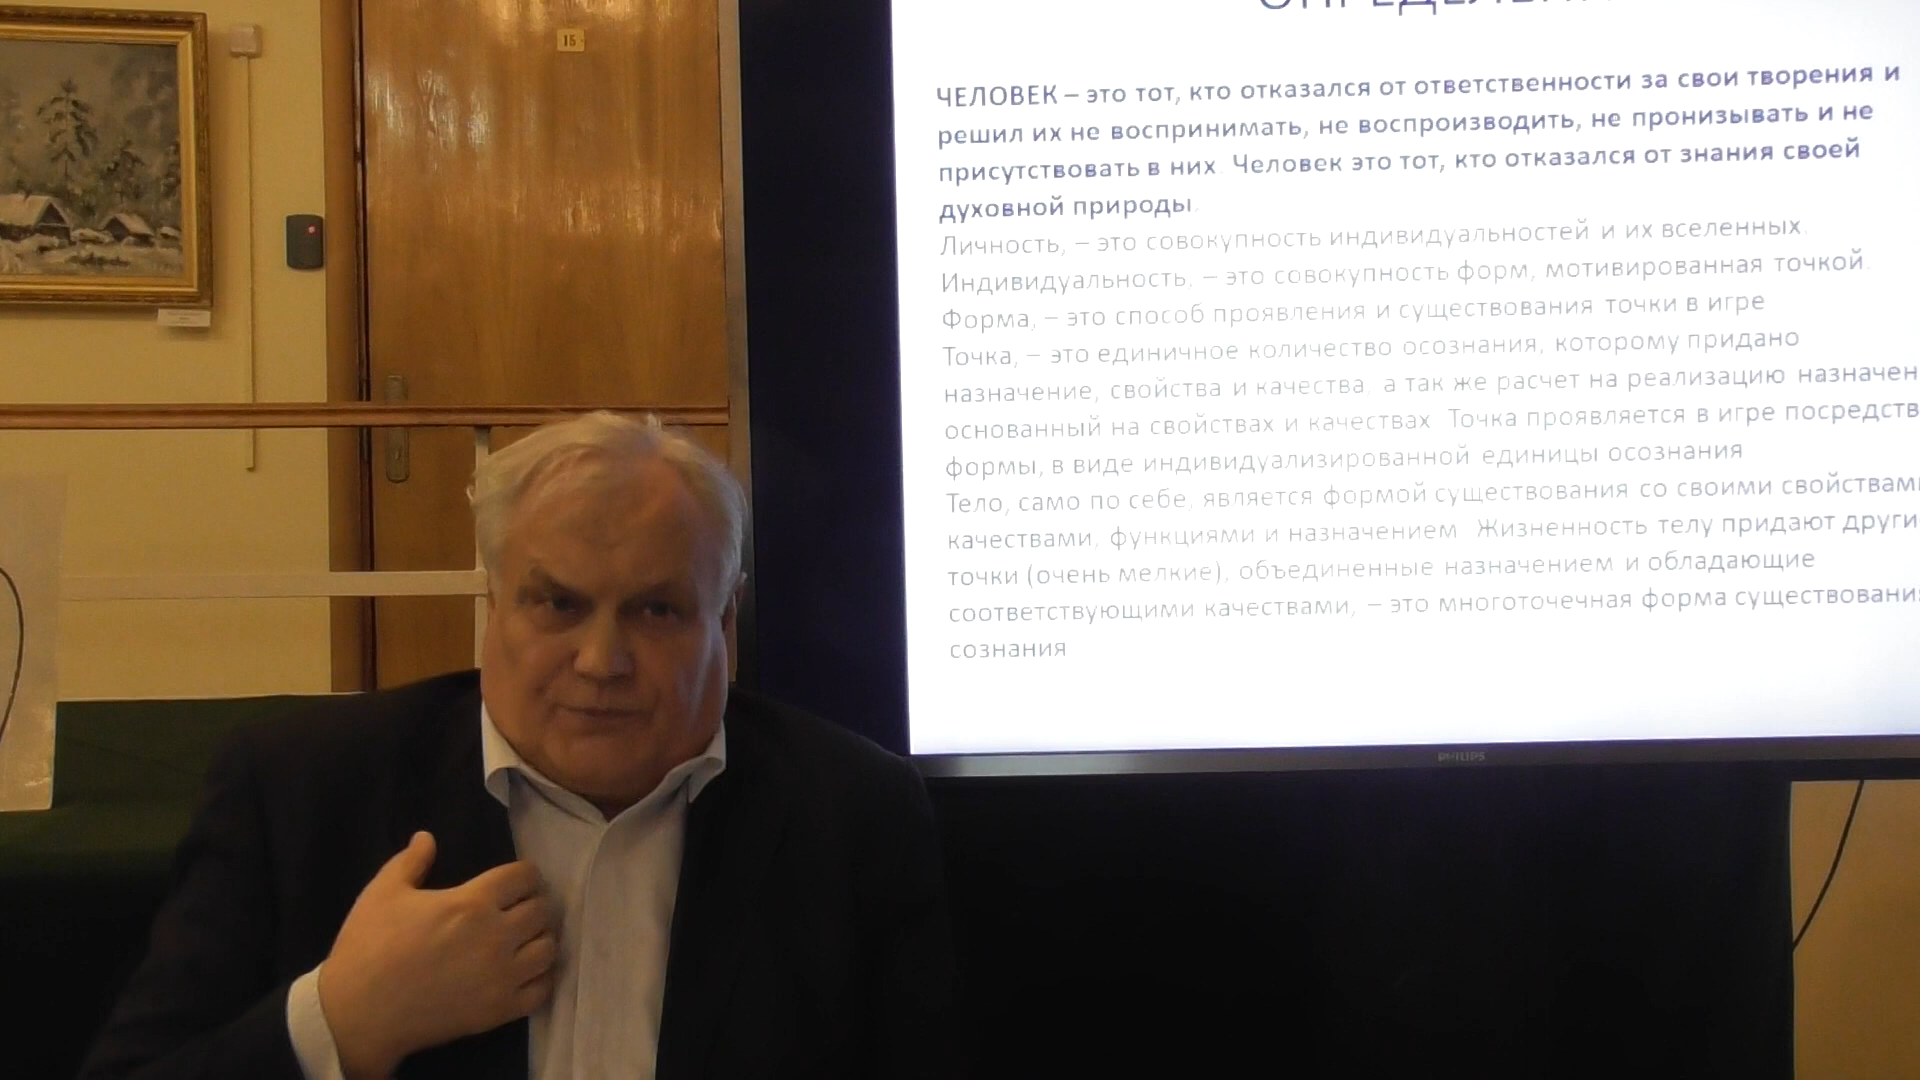 15
ЧЕЛОВЕК – это тот, кто отказался от ответственности за свои творения и
решил их не воспринимать, не воспроизводить, не пронизывать и не
присутствовать в них. Человек это тот, кто отказался от знания своей
духовной природы.
Личность, – это совокупность индивидуальностей и их вселенных.
Индивидуальность, – это совокупность форм, мотивированная точкой.
Форма, – это способ проявления и существования точки в игре
Точка, – это единичное количество осознания, которому придано
назначение, свойства и качества, а так же расчет на реализацию назначен
основанный на свойствах и качествах. Точка проявляется в игре посредств
формы, в виде индивидуализированной единицы осознания
Тело, само по себе, является формой существования со своими свойствам
качествами, функциями и назначением. Жизненность телу придают други
точки (очень мелкие), объединенные назначением и обладающие
соответствующими качествами, – это многоточечная форма существовани
сознания
PHILIPS